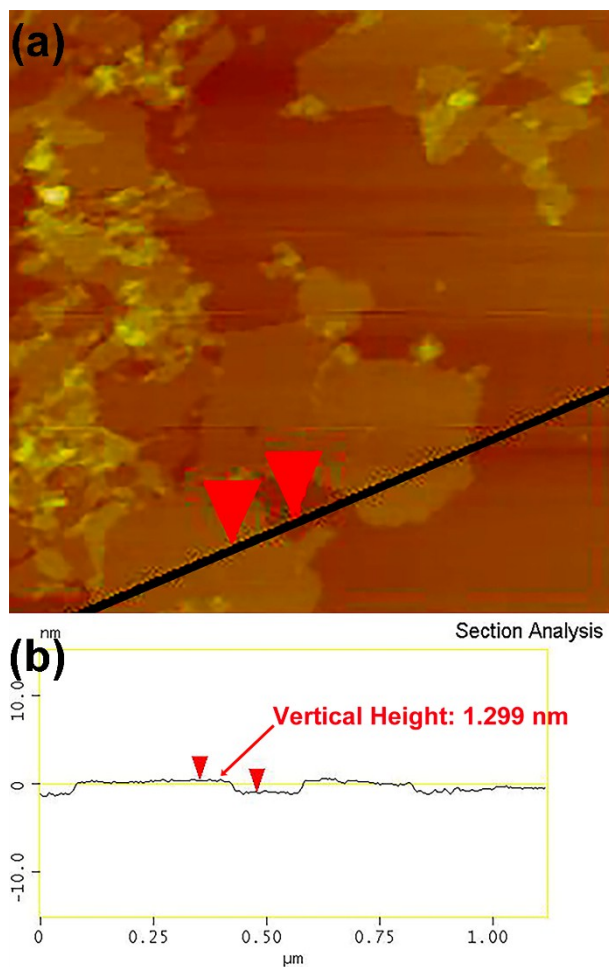 (a)
nm
Section Analysis
(b)
10.0
Vertical Height: 1.299 nm
0
-10.0
0
0.25
0.50
0.75
1.00
µm